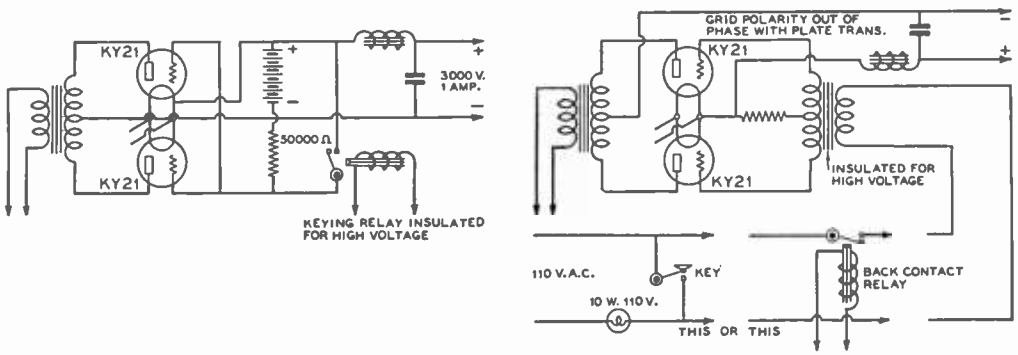 KY21
+
+
3000 V.
1 AMP.
−
−
50000 Ω
KY21
KEYING RELAY INSULATED
FOR HIGH VOLTAGE
GRID POLARITY OUT OF
PHASE WITH PLATE TRANS.
−
KY21
+
KY21
INSULATED FOR
HIGH VOLTAGE
110 V.A.C.
KEY
BACK CONTACT
RELAY
10 W. 110 V.
THIS OR THIS